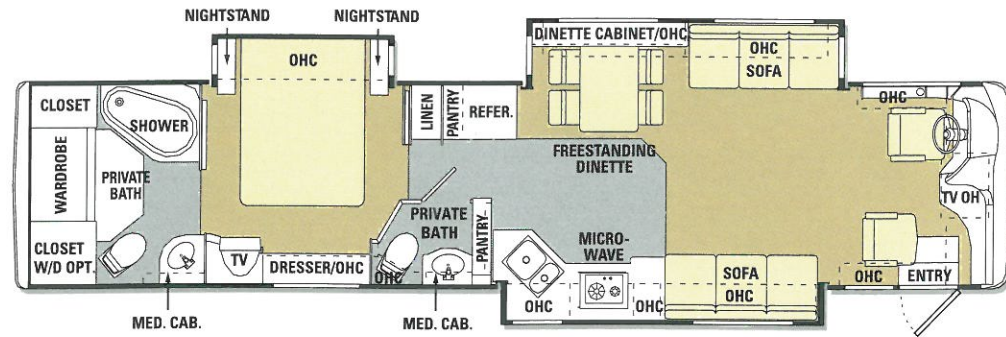 NIGHTSTAND
NIGHTSTAND
OHC
DINETTE CABINET/OHC
OHC
SOFA
CLOSET
SHOWER
WARDROBE
PRIVATE
BATH
CLOSET
W/D OPT.
TV
DRESSER/OHC
MED. CAB.
LINEN
PANTRY
REFER.
FREESTANDING
DINETTE
PRIVATE
BATH
PANTRY
OHC
MED. CAB.
MICRO-
WAVE
OHC
OHC
SOFA
OHC
OHC
TV OH
OHC
ENTRY